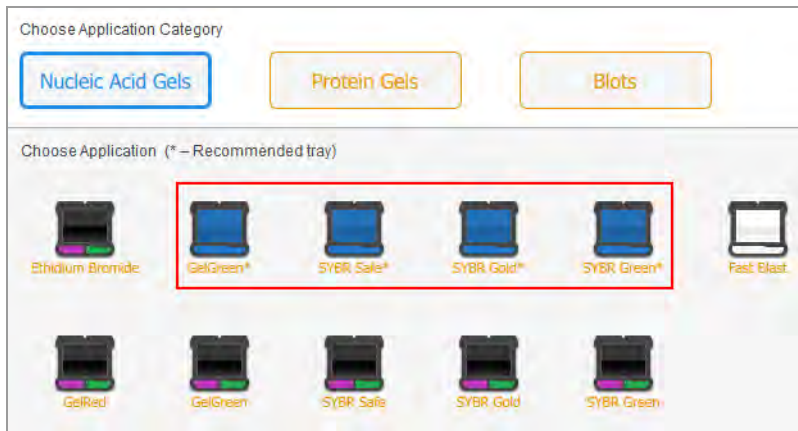 Choose Application Category
Nucleic Acid Gels Protein Gels Blots
Choose Application (* – Recommended tray)
Ethidium Bromide GelGreen* SYBR Safe* SYBR Gold* SYBR Green* Fast Blast
GelRed GelGreen SYBR Safe SYBR Gold SYBR Green